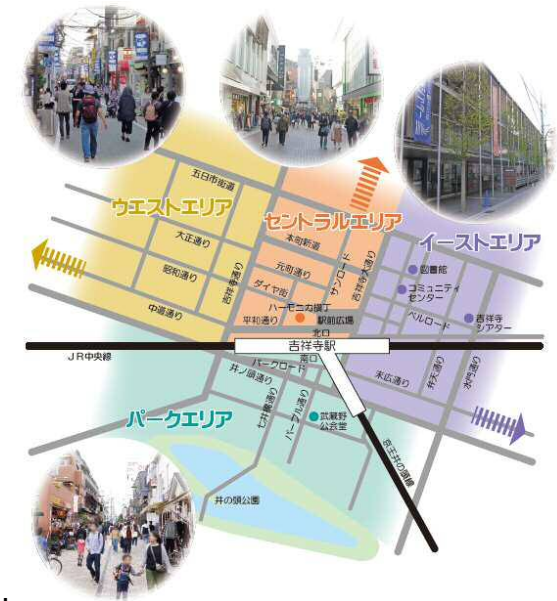 五日市街道
ウエストエリア
セントラルエリア
イーストエリア
大正通り
昭和通り
中道通り
吉祥寺通り
本町新道
元町通り
ダイヤ街
サンロード
吉祥寺大通り
ハーモニカ横丁
平和通り
駅前広場
北口
図書館
コミュニティ
センター
ベルロード
吉祥寺
シアター
吉祥寺駅
JR中央線
南口
パークロード
井ノ頭通り
末広通り
弁天通り
水門通り
七井橋通り
パープル通り
武蔵野
公会堂
パークエリア
京王井の頭線
井の頭公園